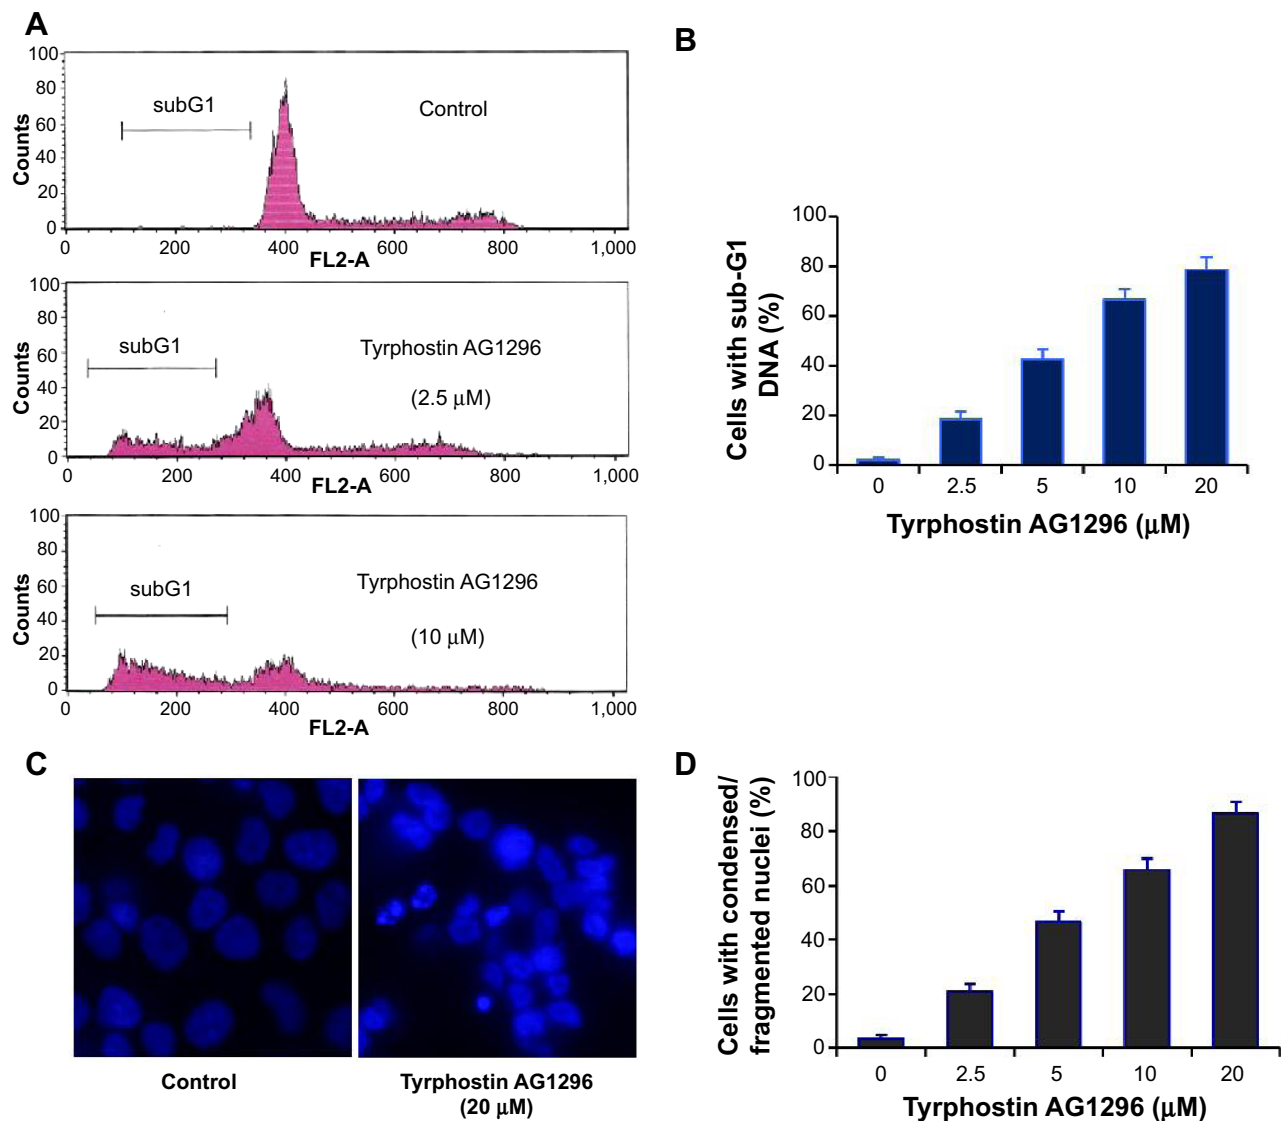 A
100
80
60
40
20
0
Counts
subG1
Control
0 200 400 600 800 1,000
FL2-A
100
80
60
40
20
0
Counts
subG1
Tyrphostin AG1296
(2.5 μM)
0 200 400 600 800 1,000
FL2-A
100
80
60
40
20
0
Counts
subG1
Tyrphostin AG1296
(10 μM)
0 200 400 600 800 1,000
FL2-A
B
Cells with sub-G1
DNA (%)
100
80
60
40
20
0
0 2.5 5 10 20
Tyrphostin AG1296 (μM)
C
Control
Tyrphostin AG1296
(20 μM)
D
Cells with condensed/
fragmented nuclei (%)
100
80
60
40
20
0
0 2.5 5 10 20
Tyrphostin AG1296 (μM)